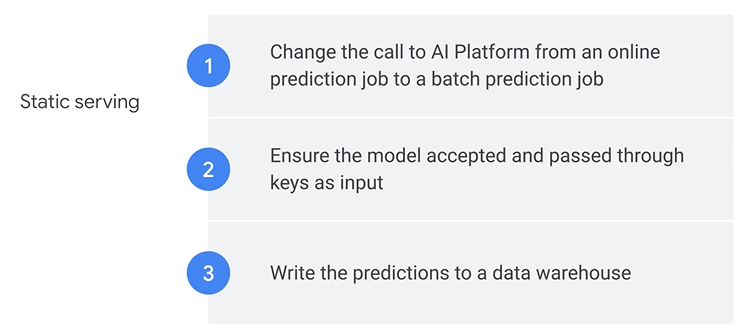 Static serving
1
Change the call to AI Platform from an online
prediction job to a batch prediction job
2
Ensure the model accepted and passed through
keys as input
3
Write the predictions to a data warehouse